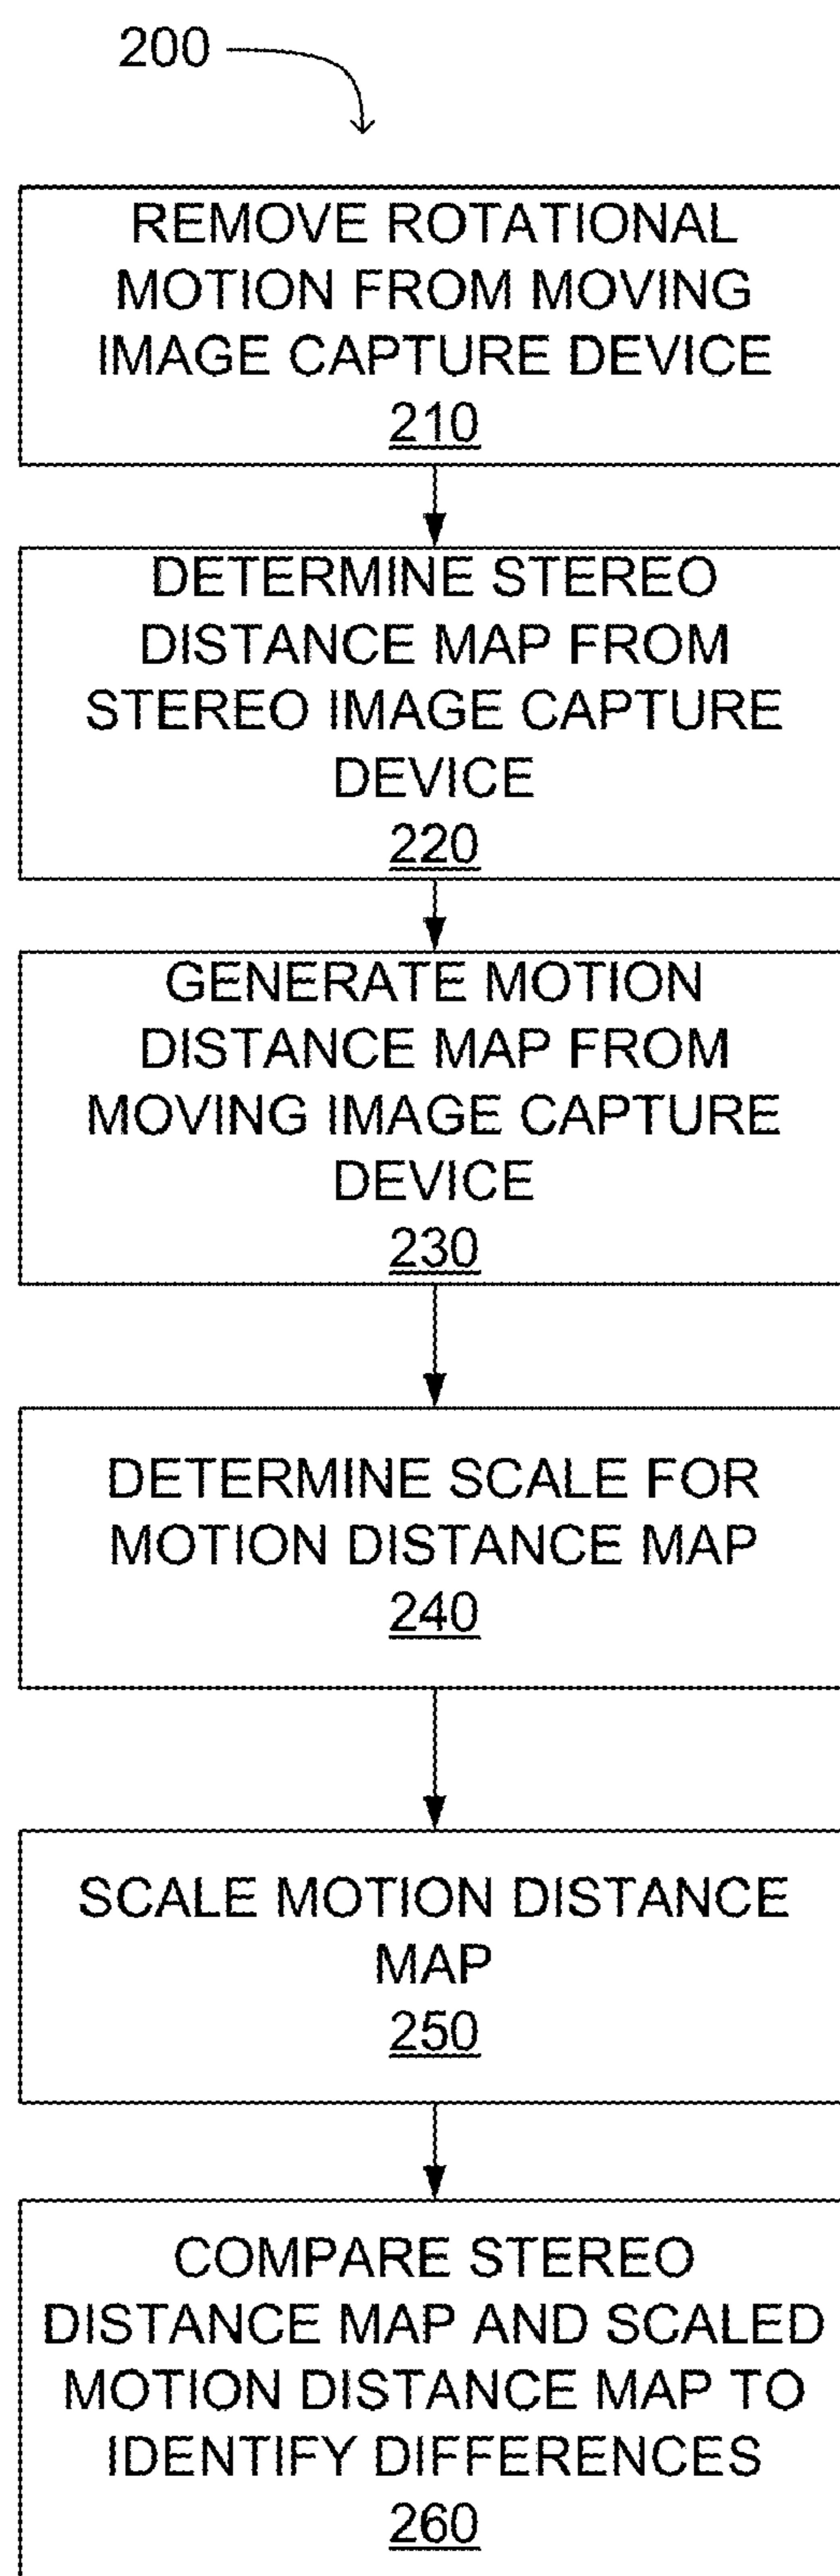 200
REMOVE ROTATIONAL
MOTION FROM MOVING
IMAGE CAPTURE DEVICE
210
DETERMINE STEREO
DISTANCE MAP FROM
STEREO IMAGE CAPTURE
DEVICE
220
GENERATE MOTION
DISTANCE MAP FROM
MOVING IMAGE CAPTURE
DEVICE
230
DETERMINE SCALE FOR
MOTION DISTANCE MAP
240
SCALE MOTION DISTANCE
MAP
250
COMPARE STEREO
DISTANCE MAP AND SCALED
MOTION DISTANCE MAP TO
IDENTIFY DIFFERENCES
260